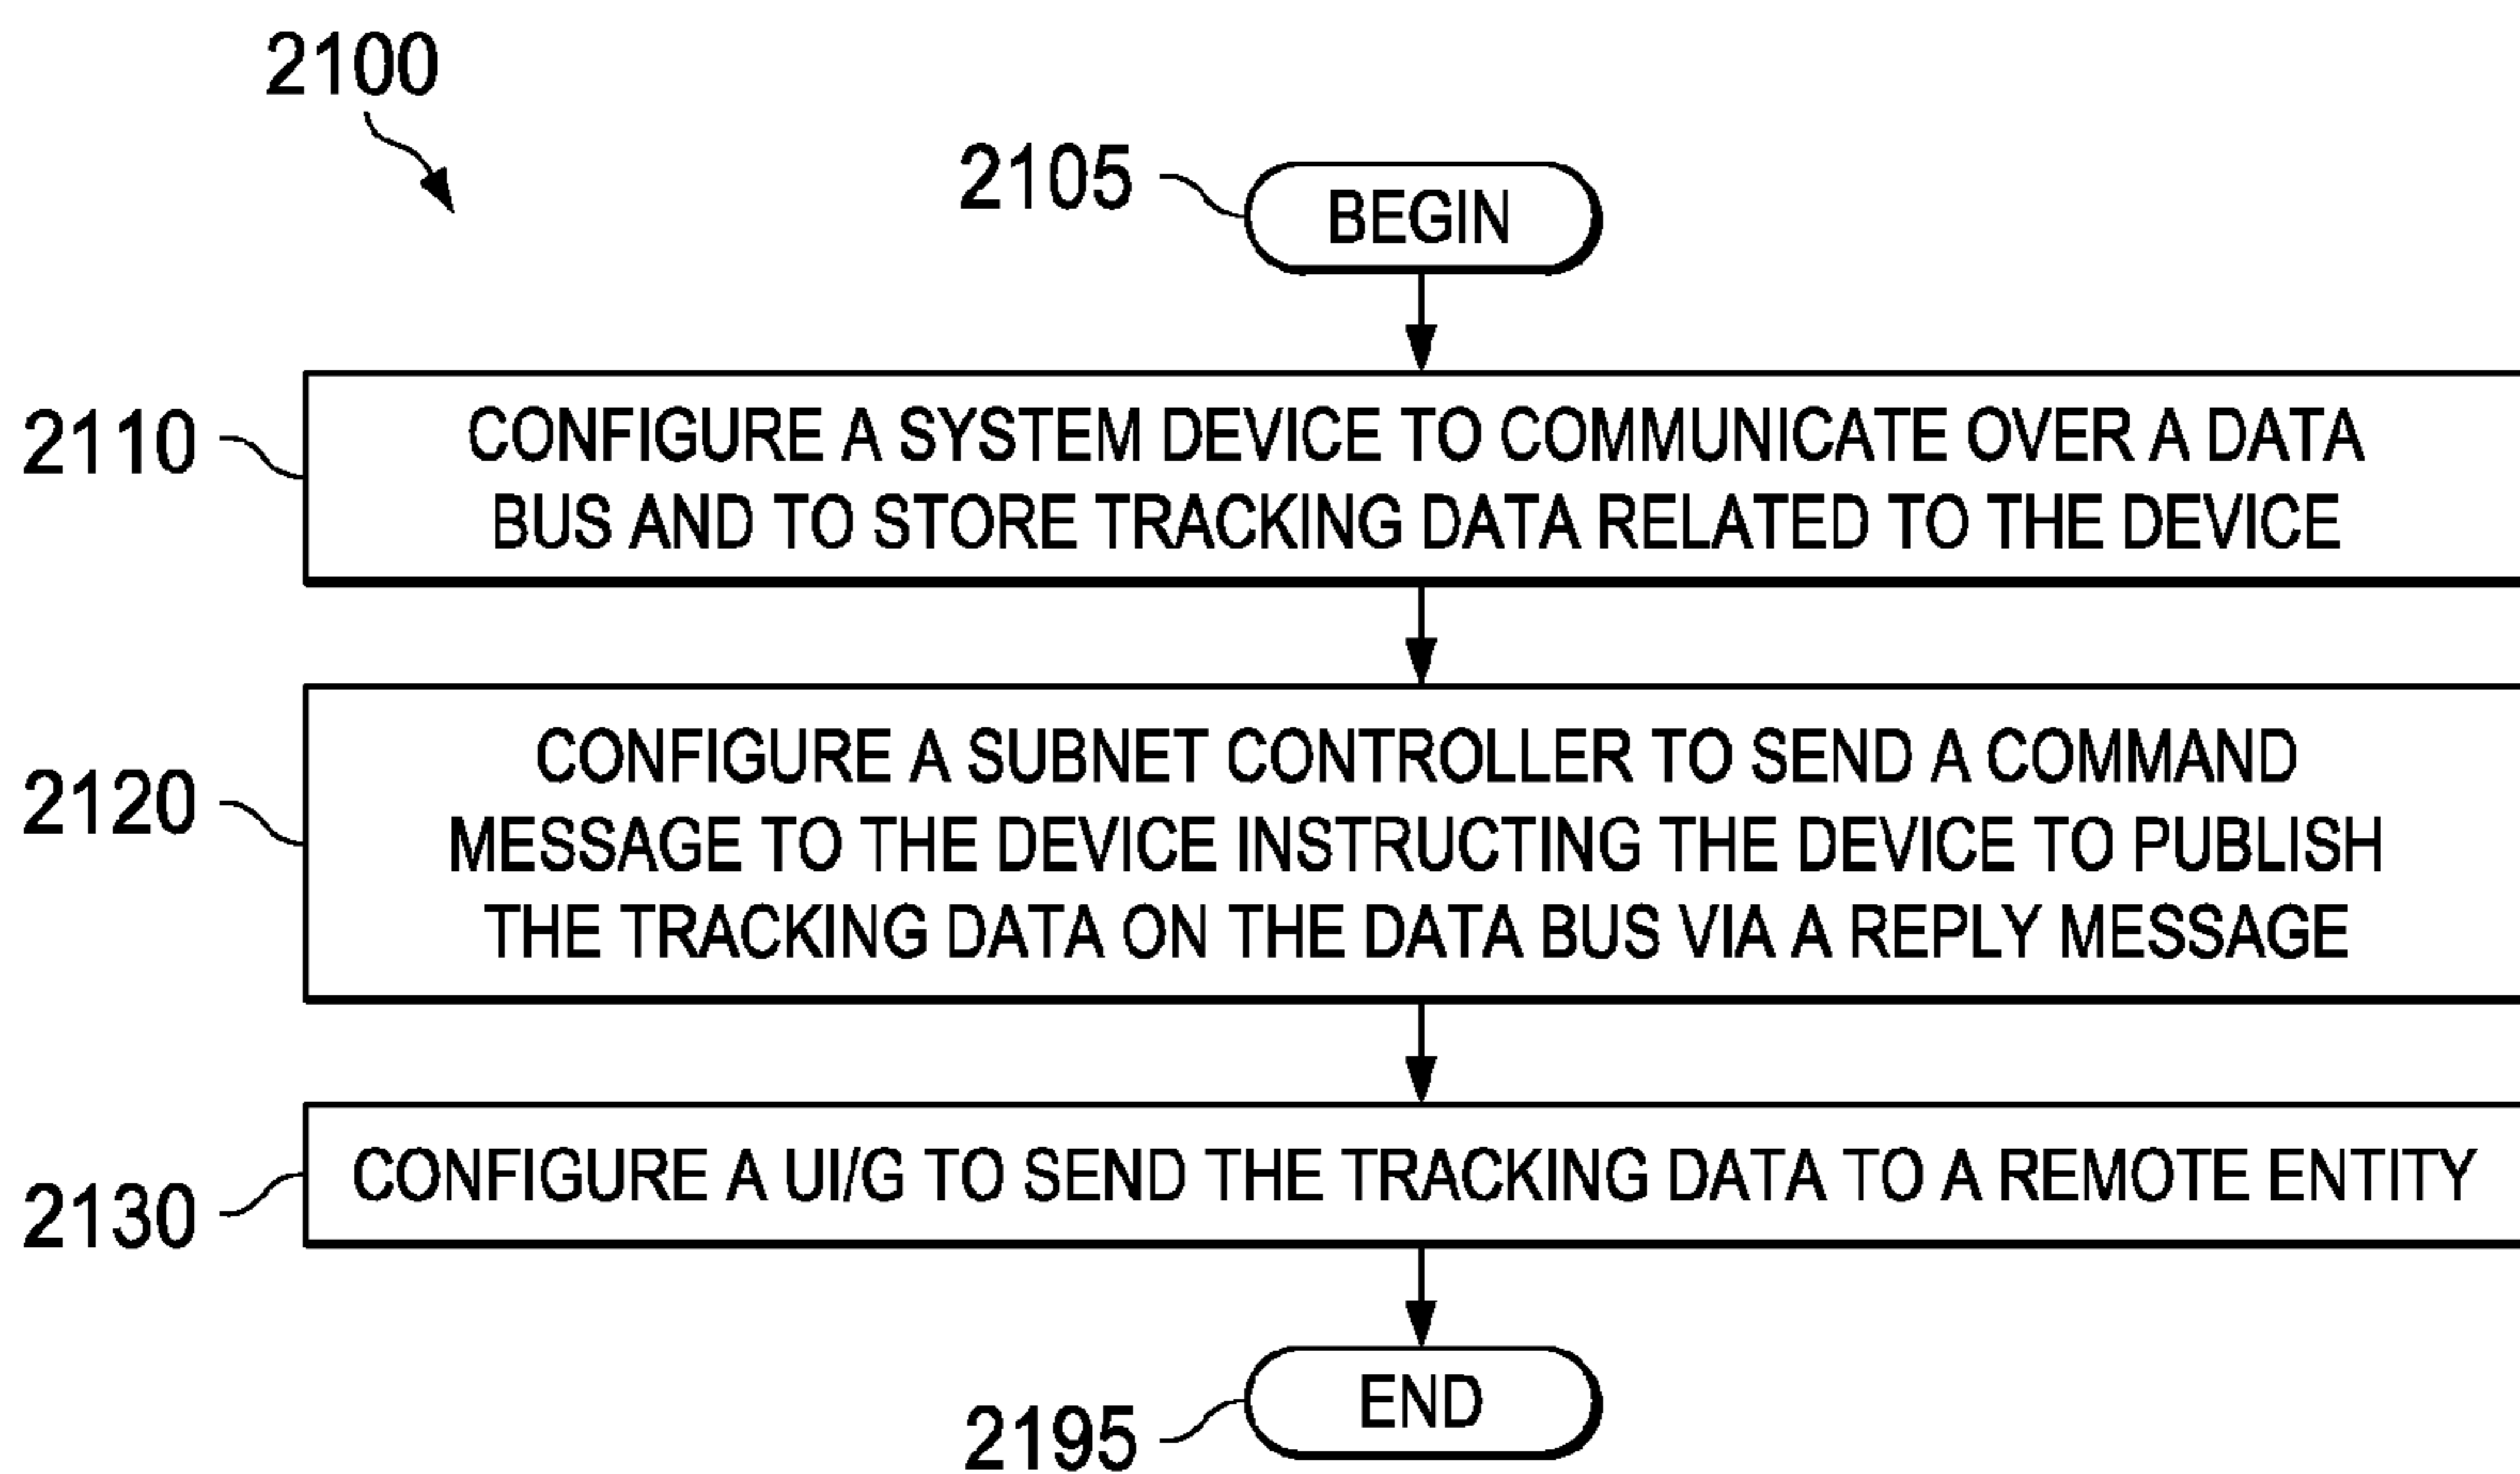 2100
2105
BEGIN
2110
CONFIGURE A SYSTEM DEVICE TO COMMUNICATE OVER A DATA
BUS AND TO STORE TRACKING DATA RELATED TO THE DEVICE
2120
CONFIGURE A SUBNET CONTROLLER TO SEND A COMMAND
MESSAGE TO THE DEVICE INSTRUCTING THE DEVICE TO PUBLISH
THE TRACKING DATA ON THE DATA BUS VIA A REPLY MESSAGE
2130
CONFIGURE A UI/G TO SEND THE TRACKING DATA TO A REMOTE ENTITY
END
2195